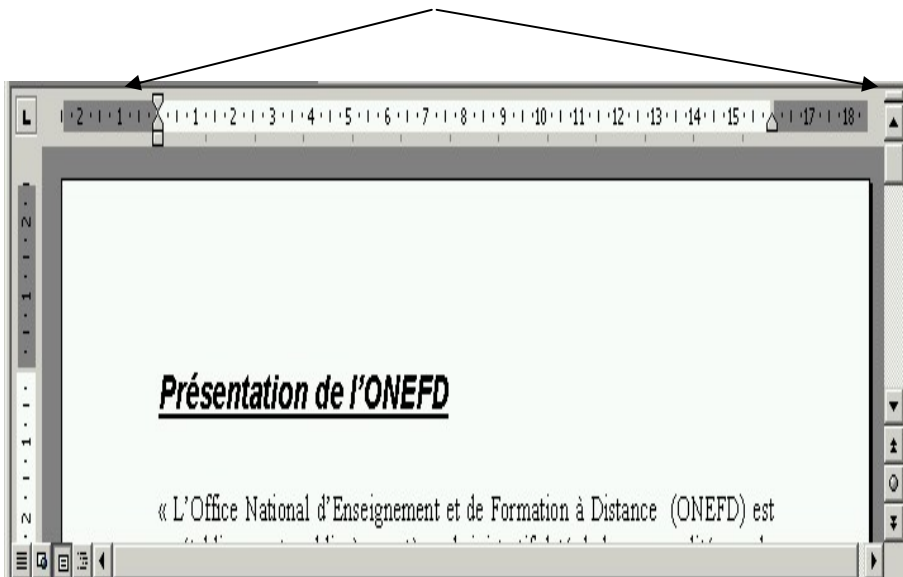 L
2 1 1 2 3 4 5 6 7 8 9 10 11 12 13 14 15 17 18
2
1
1
2
Présentation de l'ONEFD
« L'Office National d'Enseignement et de Formation à Distance (ONEFD) est